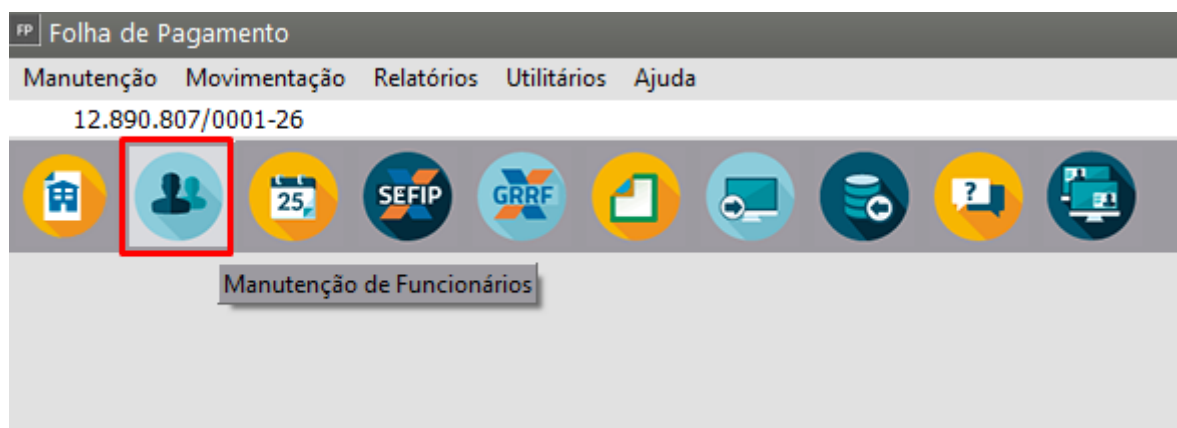 FP Folha de Pagamento
Manutenção Movimentação Relatórios Utilitários Ajuda
12.890.807/0001-26
25 SEFIP GRRF ?
Manutenção de Funcionários